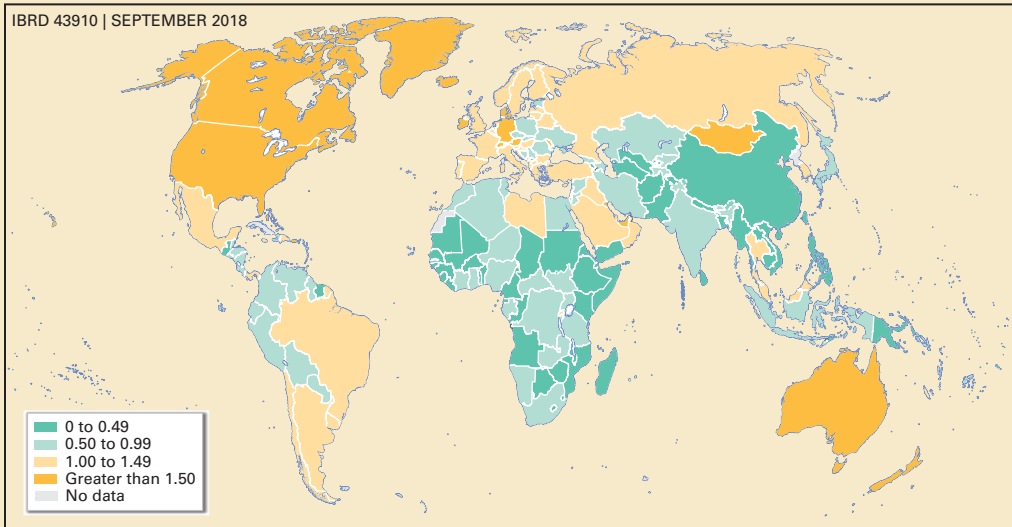 IBRD 43910 | SEPTEMBER 2018
0 to 0.49
0.50 to 0.99
1.00 to 1.49
Greater than 1.50
No data